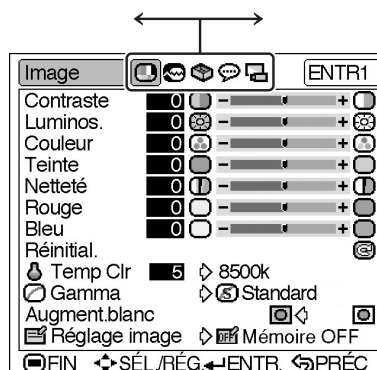 Image ENTR1
Contraste 0 - +
Luminos. 0 - +
Couleur 0 - +
Teinte 0 - +
Netteté 0 - +
Rouge 0 - +
Bleu 0 - +
Réinitial.
Temp Clr 5 8500k
Gamma S Standard
Augment.blanc
Réglage image OFF Mémoire OFF
FIN SÉL./RÉG. ENTR. PRÉC